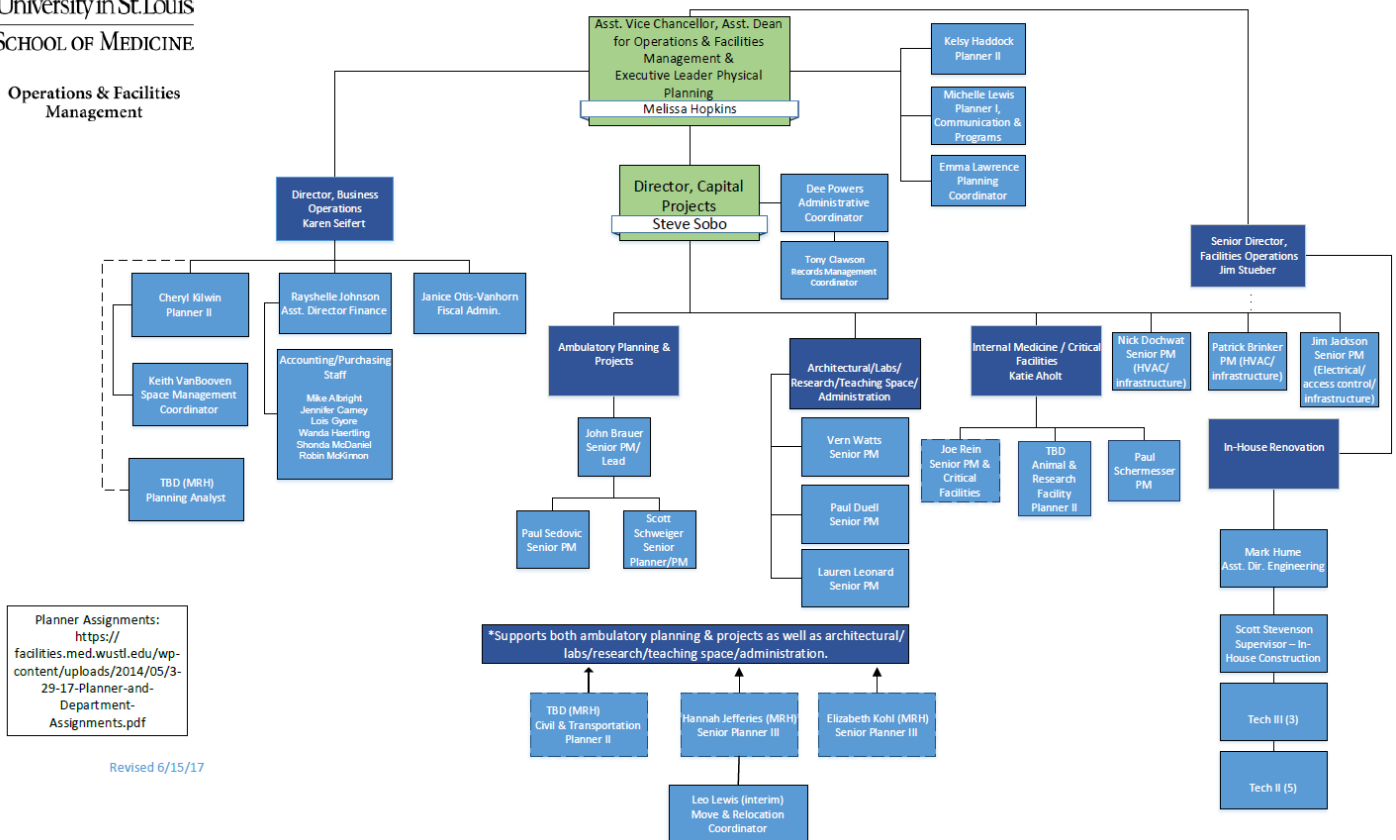 University in St. Louis
SCHOOL OF MEDICINE
Operations & Facilities
Management
Asst. Vice Chancellor, Asst. Dean
for Operations & Facilities
Management &
Executive Leader Physical
Planning
Melissa Hopkins
Kelsy Haddock
Planner II
Michelle Lewis
Planner I,
Communication &
Programs
Emma Lawrence
Planning
Coordinator
Director, Business
Operations
Karen Seifert
Director, Capital
Projects
Steve Sobo
Dee Powers
Administrative
Coordinator
Tony Clawson
Records Management
Coordinator
Senior Director,
Facilities Operations
Jim Stueber
Cheryl Kilwin
Planner II
Rayshelle Johnson
Asst. Director Finance
Janice Otis-Vanhorn
Fiscal Admin.
Keith VanBooven
Space Management
Coordinator
Accounting/Purchasing
Staff
Mike Albright
Jennifer Carney
Lois Gyore
Wanda Haertling
Shonda McDaniel
Robin McKinnon
TBD (MRH)
Planning Analyst
Ambulatory Planning &
Projects
Architectural/Labs/
Research/Teaching Space/
Administration
Internal Medicine / Critical
Facilities
Katie Aholt
Nick Dochwat
Senior PM
(HVAC/
infrastructure)
Patrick Brinker
PM (HVAC/
infrastructure)
Jim Jackson
Senior PM
(Electrical/
access control/
infrastructure)
John Brauer
Senior PM/
Lead
Paul Sedovic
Senior PM
Scott
Schweiger
Senior
Planner/PM
Vern Watts
Senior PM
Paul Duell
Senior PM
Lauren Leonard
Senior PM
Joe Rein
Senior PM &
Critical
Facilities
TBD
Animal &
Research
Facility
Planner II
Paul
Schermesser
PM
In-House Renovation
Mark Hume
Asst. Dir. Engineering
Scott Stevenson
Supervisor – In-
House Construction
Tech III (3)
Tech II (5)
*Supports both ambulatory planning & projects as well as architectural/
labs/research/teaching space/administration.
TBD (MRH)
Civil & Transportation
Planner II
Hannah Jefferies (MRH)
Senior Planner III
Elizabeth Kohl (MRH)
Senior Planner III
Leo Lewis (interim)
Move & Relocation
Coordinator
Planner Assignments:
https://
facilities.med.wustl.edu/wp-
content/uploads/2014/05/3-
29-17-Planner-and-
Department-
Assignments.pdf
Revised 6/15/17